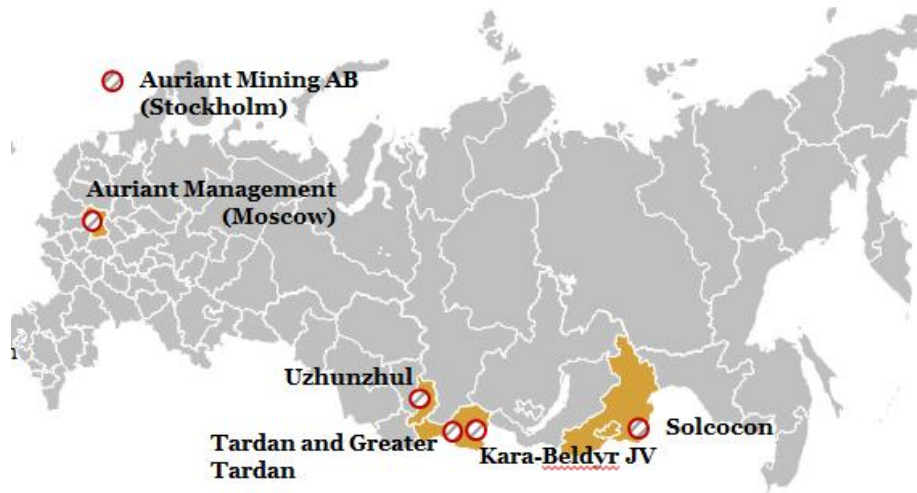 Auriant Mining AB
(Stockholm)
Auriant Management
(Moscow)
Uzhunzhul
Tardan and Greater
Tardan
Kara-Beldyr JV
Solcocon